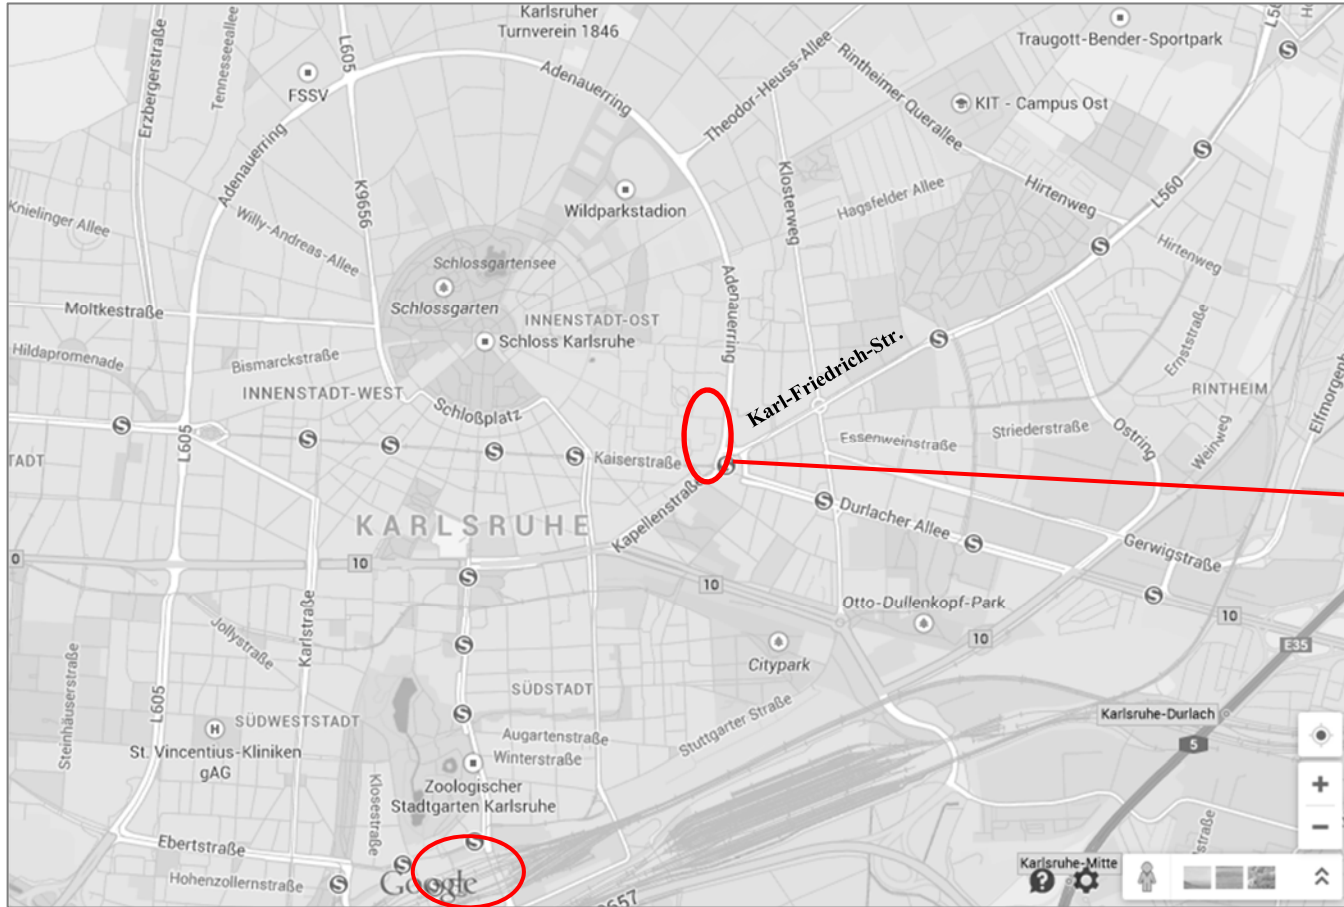 Karlsruher
Turnverein 1846
Traugott-Bender-Sportpark
L605
Tennesseeallee
Erzbergerstraße
FSSV
Adenauerring
Theodor-Heuss-Allee
Rintheimer Querallee
KIT - Campus Ost
Adenauerring
K9656
Wildparkstadion
Klosterweg
Hagsfelder Allee
Hirtenweg
L560
Knielinger Allee
Willy-Andreas-Allee
Hirtenweg
Schlossgartensee
Schlossgarten
Adenauerring
Moltkestraße
INNENSTADT-OST
Schloss Karlsruhe
Hildapromenade
Bismarckstraße
Karl-Friedrich-Str.
Ernststraße
RINTHEIM
Elfmorgen
INNENSTADT-WEST
Schloßplatz
L605
TADT
Kaiserstraße
Essenweinstraße
Striederstraße
Ostring
Weinweg
KARLSRUHE
Kapellenstraße
Durlacher Allee
Gerwigstraße
0
10
10
Otto-Dullenkopf-Park
10
10
E35
Jollystraße
Karlstraße
Citypark
Steinhäuserstraße
L605
SÜDSTADT
SÜDWESTSTADT
Stuttgarter Straße
Karlsruhe-Durlach
5
St. Vincentius-Kliniken
gAG
Augartenstraße
Winterstraße
Klosestraße
Zoologischer
Stadtgarten Karlsruhe
Ebertstraße
Hohenzollernstraße
Google
Karlsruhe-Mitte
straße
657